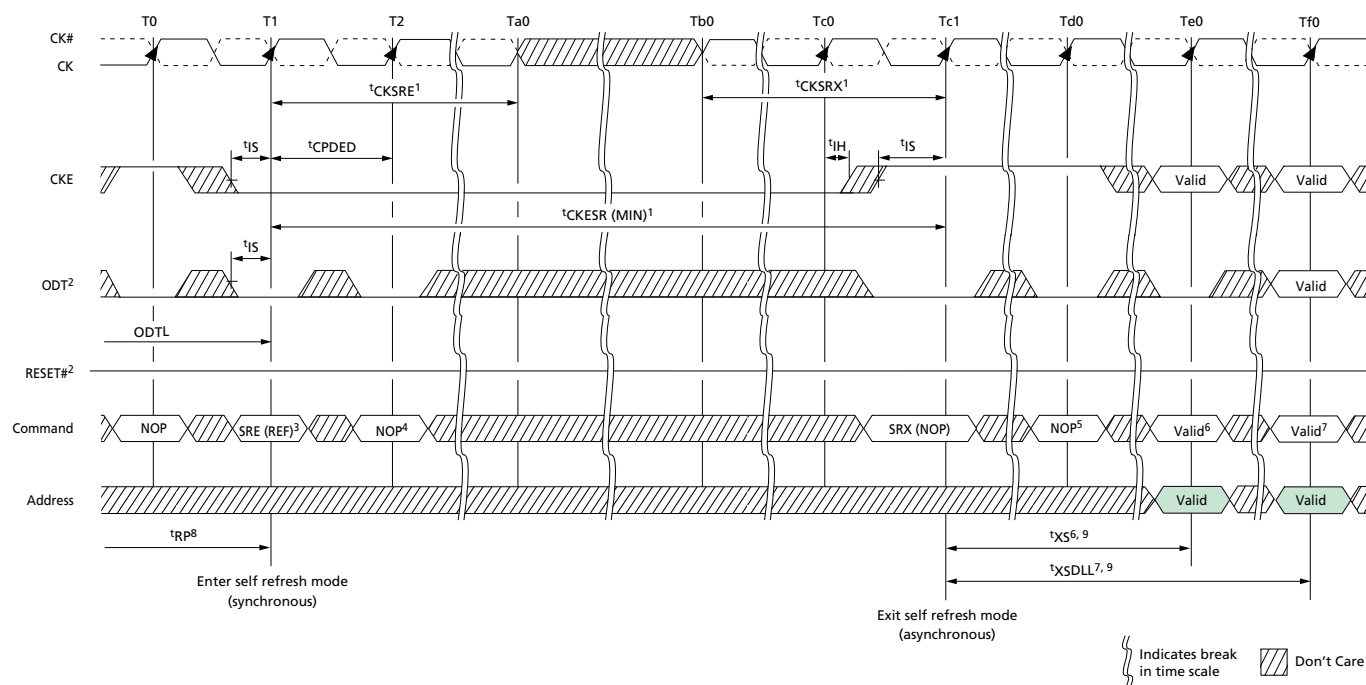 T0 T1 T2 Ta0 Tb0 Tc0 Tc1 Td0 Te0 Tf0
CK#
CK
tCKSRE1 tCKSRX1
tIS tCPDED tIH tIS
CKE Valid Valid
tCKESR (MIN)1
tIS
ODT2 Valid
ODTL
RESET#2
Command NOP SRE (REF)3 NOP4 SRX (NOP) NOP5 Valid6 Valid7
Address Valid Valid
tRP8 tXS6, 9
tXSDLL7, 9
Enter self refresh mode
(synchronous)
Exit self refresh mode
(asynchronous)
Indicates break
in time scale
Don't Care